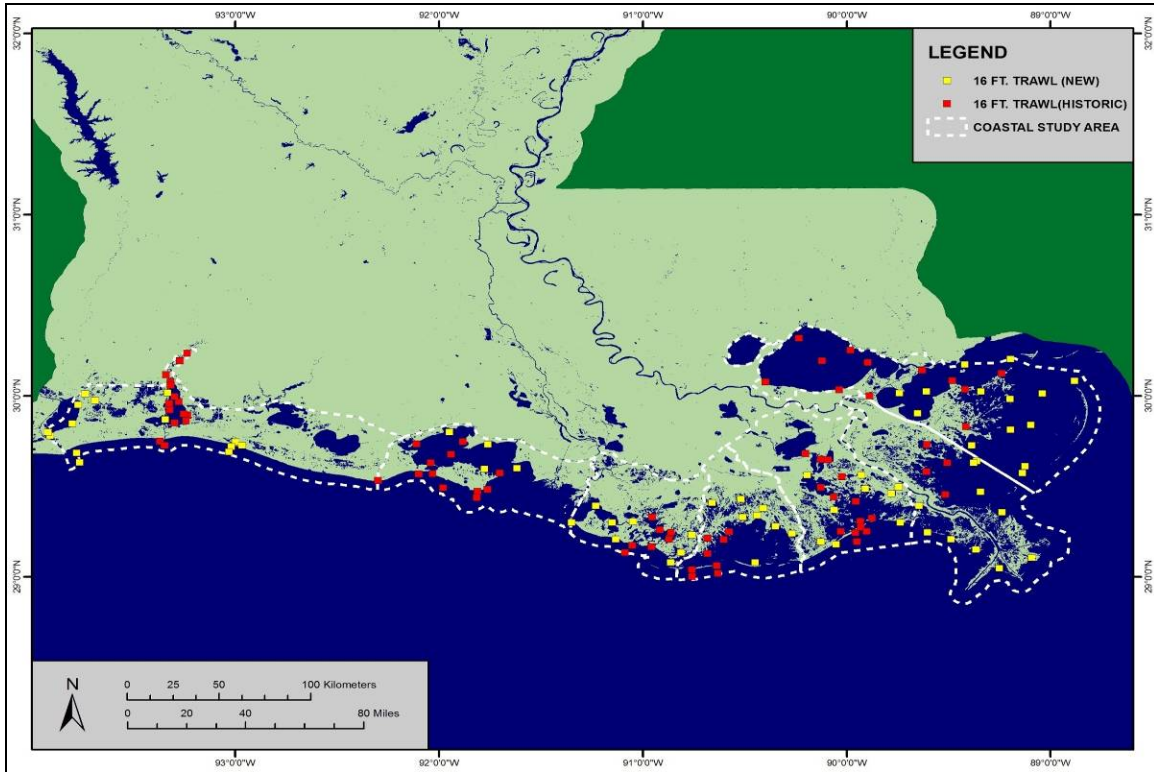 93°0'0"W 92°0'0"W 91°0'0"W 90°0'0"W 89°0'0"W
32°0'0"N 32°0'0"N
LEGEND
16 FT. TRAWL (NEW)
16 FT. TRAWL(HISTORIC)
COASTAL STUDY AREA
31°0'0"N 31°0'0"N
30°0'0"N 30°0'0"N
29°0'0"N 29°0'0"N
N
0 25 50 100 Kilometers
0 20 40 80 Miles
93°0'0"W 92°0'0"W 91°0'0"W 90°0'0"W 89°0'0"W